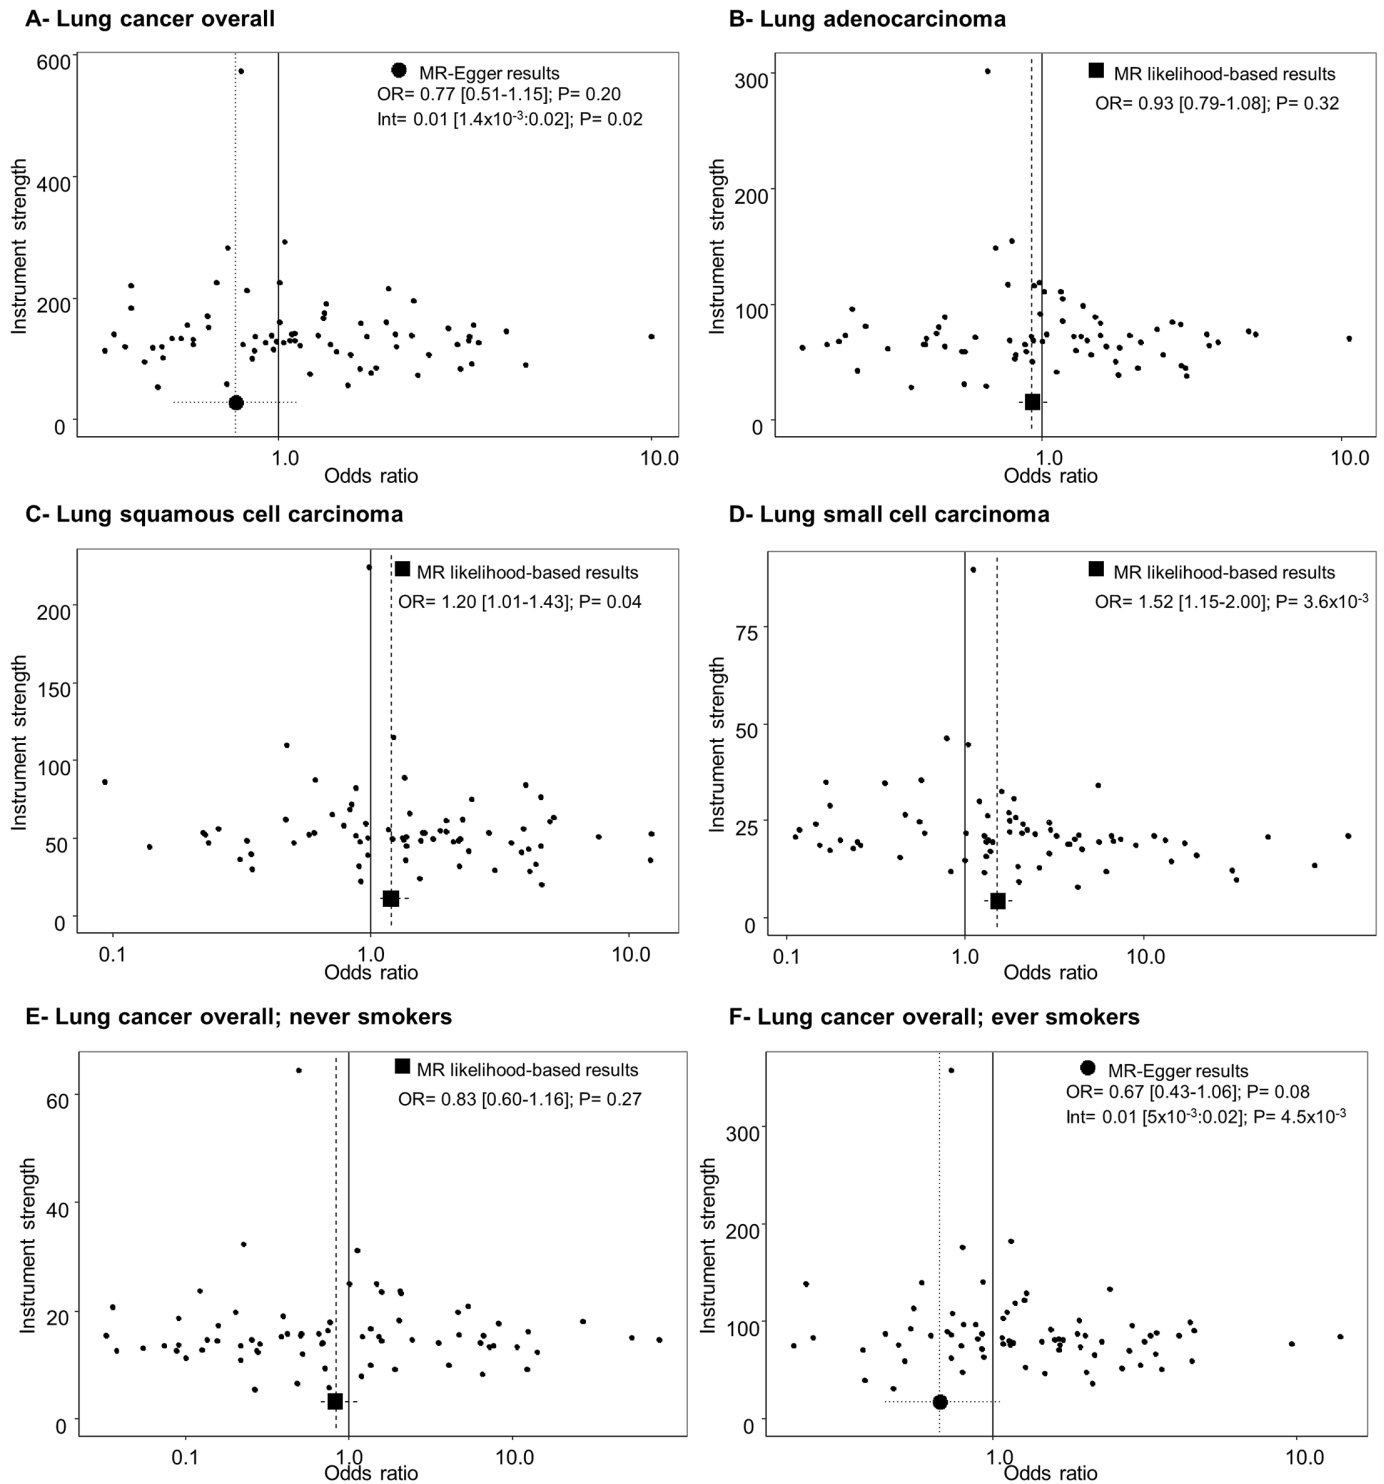 A- Lung cancer overall
Instrument strength
600
400
200
0
MR-Egger results
OR= 0.77 [0.51-1.15]; P= 0.20
Int= 0.01 [1.4x10-3:0.02]; P= 0.02
1.0
10.0
Odds ratio
B- Lung adenocarcinoma
Instrument strength
300
200
100
0
MR likelihood-based results
OR= 0.93 [0.79-1.08]; P= 0.32
1.0
10.0
Odds ratio
C- Lung squamous cell carcinoma
Instrument strength
200
150
100
50
0
MR likelihood-based results
OR= 1.20 [1.01-1.43]; P= 0.04
0.1
1.0
10.0
Odds ratio
D- Lung small cell carcinoma
Instrument strength
75
50
25
0
MR likelihood-based results
OR= 1.52 [1.15-2.00]; P= 3.6x10-3
0.1
1.0
10.0
Odds ratio
E- Lung cancer overall; never smokers
Instrument strength
60
40
20
0
MR likelihood-based results
OR= 0.83 [0.60-1.16]; P= 0.27
0.1
1.0
10.0
Odds ratio
F- Lung cancer overall; ever smokers
Instrument strength
300
200
100
0
MR-Egger results
OR= 0.67 [0.43-1.06]; P= 0.08
Int= 0.01 [5x10-3:0.02]; P= 4.5x10-3
1.0
10.0
Odds ratio